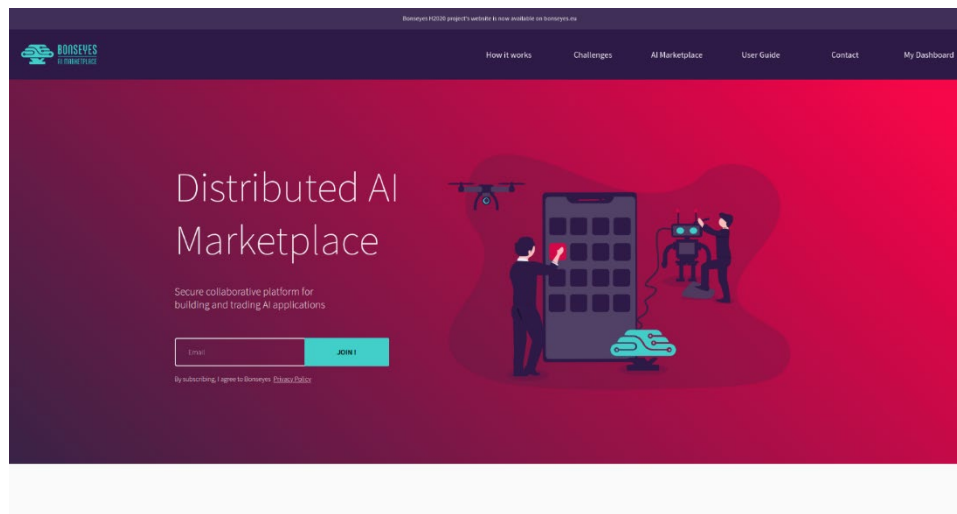 Bonseyes H2020 project's website is now available on bonseyes.eu
BONSEYES
AI MARKETPLACE
How it works
Challenges
AI Marketplace
User Guide
Contact
My Dashboard
Distributed AI
Marketplace
Secure collaborative platform for
building and trading AI applications
Email
JOIN !
By subscribing, I agree to Bonseyes Privacy Policy